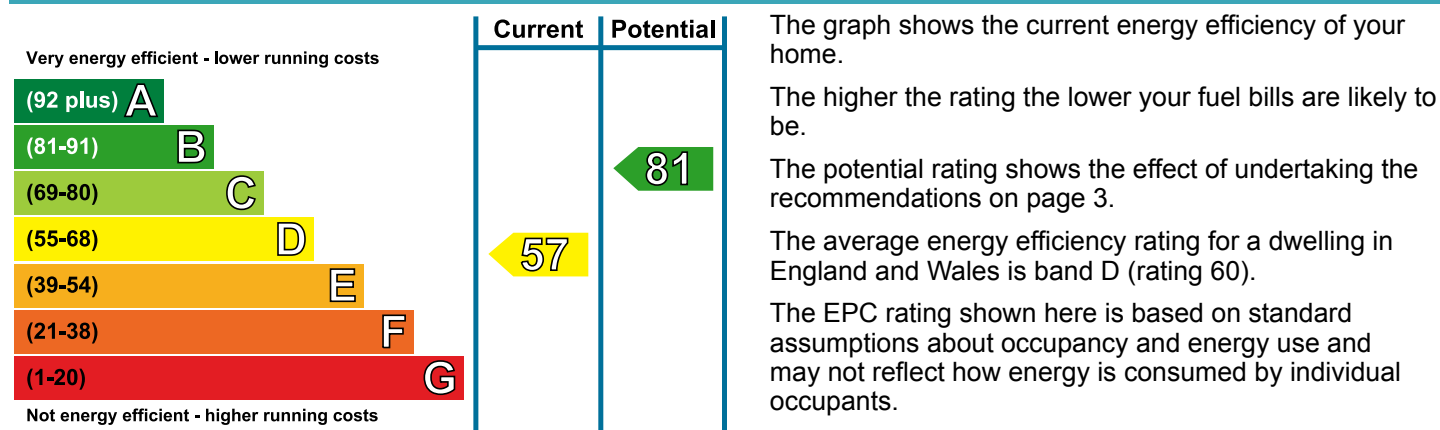 Current Potential
Very energy efficient - lower running costs
(92 plus) A
(81-91) B
(69-80) C
(55-68) D
(39-54) E
(21-38) F
(1-20) G
Not energy efficient - higher running costs
57
81
The graph shows the current energy efficiency of your
home.
The higher the rating the lower your fuel bills are likely to
be.
The potential rating shows the effect of undertaking the
recommendations on page 3.
The average energy efficiency rating for a dwelling in
England and Wales is band D (rating 60).
The EPC rating shown here is based on standard
assumptions about occupancy and energy use and
may not reflect how energy is consumed by individual
occupants.